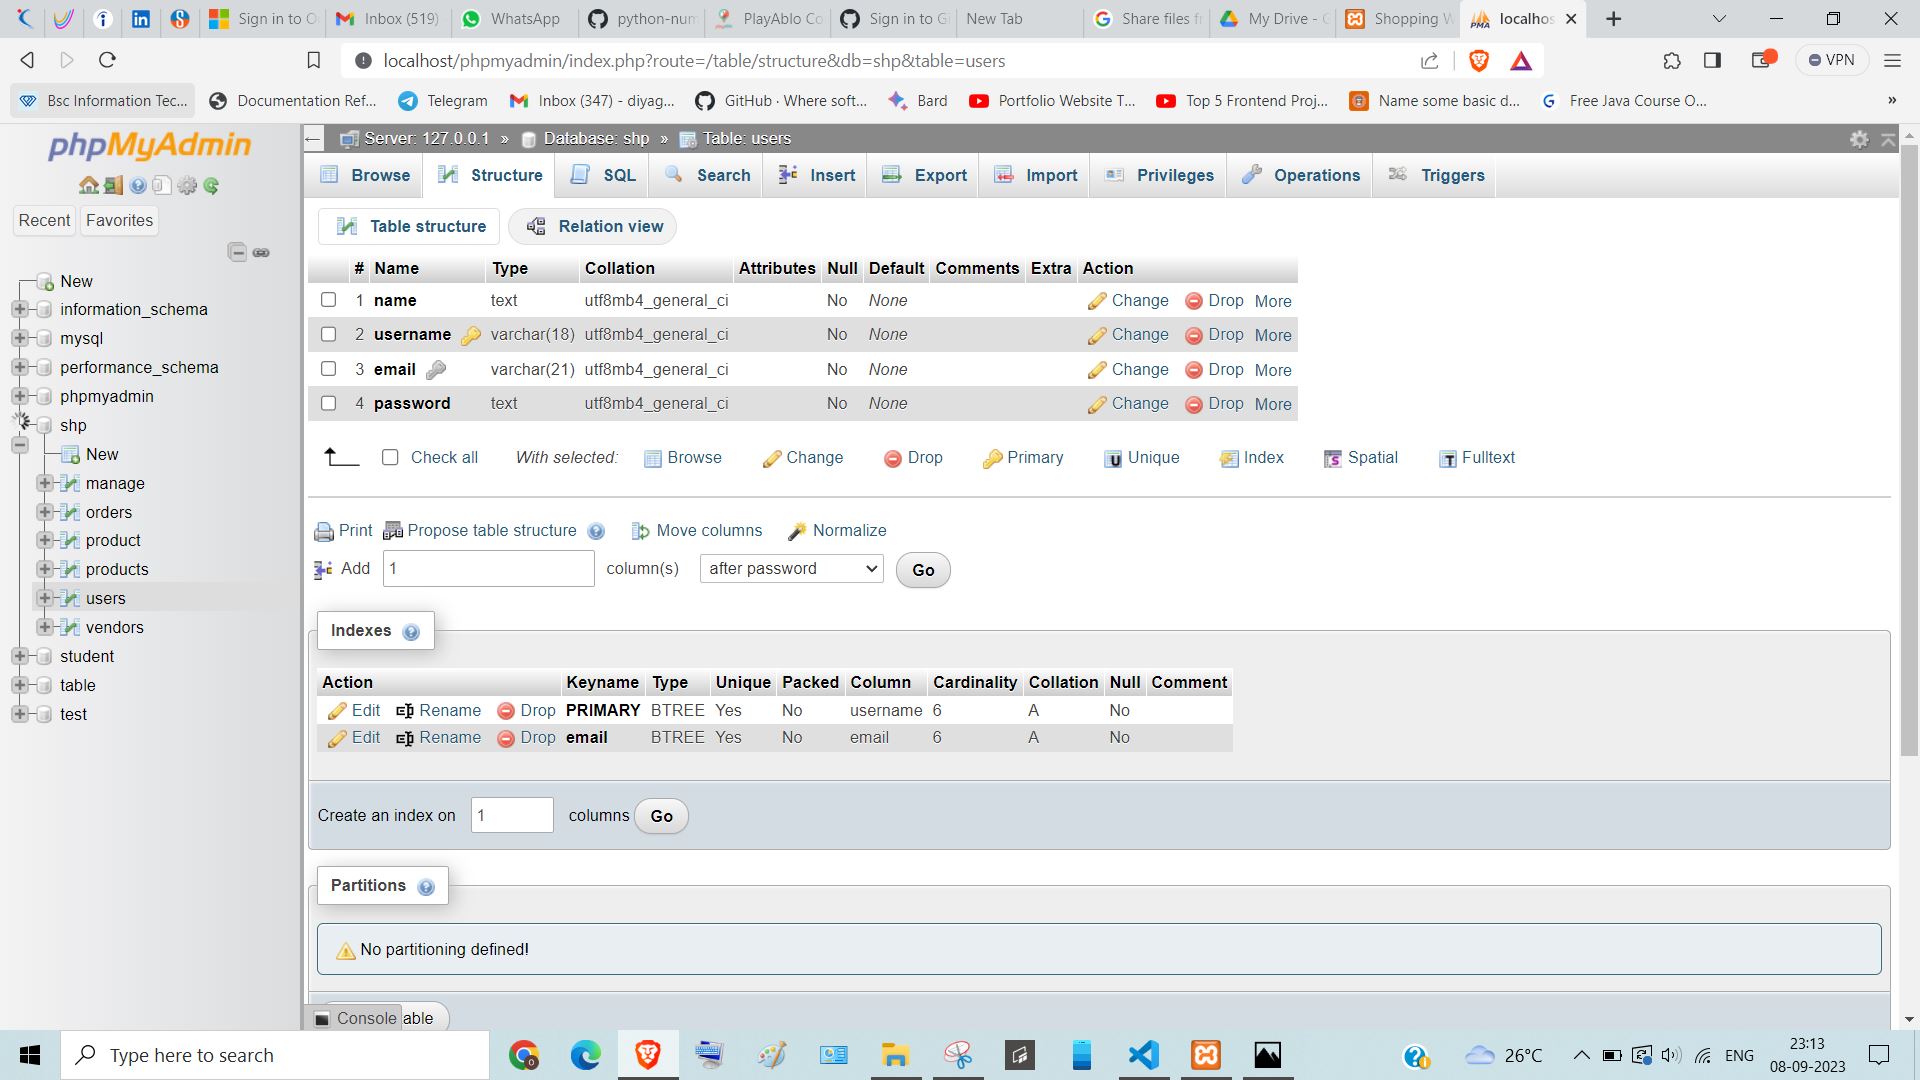 Sign in to O
Inbox (519)
WhatsApp
python-num
PlayAblo Co
Sign in to Gi
New Tab
Share files f
My Drive - G
Shopping W
localhos
localhost/phpmyadmin/index.php?route=/table/structure&db=shp&table=users
VPN
Bsc Information Tec...
Documentation Ref...
Telegram
Inbox (347) - diyag...
GitHub · Where soft...
Bard
Portfolio Website T...
Top 5 Frontend Proj...
Name some basic d...
Free Java Course O...
»
phpMyAdmin
Recent Favorites
New
information_schema
mysql
performance_schema
phpmyadmin
shp
New
manage
orders
product
products
users
vendors
student
table
test
Server: 127.0.0.1 » Database: shp » Table: users
Browse Structure SQL Search Insert Export Import Privileges Operations Triggers
Table structure Relation view
# Name Type Collation Attributes Null Default Comments Extra Action
1 name text utf8mb4_general_ci No None Change Drop More
2 username varchar(18) utf8mb4_general_ci No None Change Drop More
3 email varchar(21) utf8mb4_general_ci No None Change Drop More
4 password text utf8mb4_general_ci No None Change Drop More
Check all With selected: Browse Change Drop Primary Unique Index Spatial Fulltext
Print Propose table structure Move columns Normalize
Add 1 column(s) after password Go
Indexes
Action Keyname Type Unique Packed Column Cardinality Collation Null Comment
Edit Rename Drop PRIMARY BTREE Yes No username 6 A No
Edit Rename Drop email BTREE Yes No email 6 A No
Create an index on 1 columns Go
Partitions
No partitioning defined!
Console able
Type here to search
26°C
ENG
23:13
08-09-2023